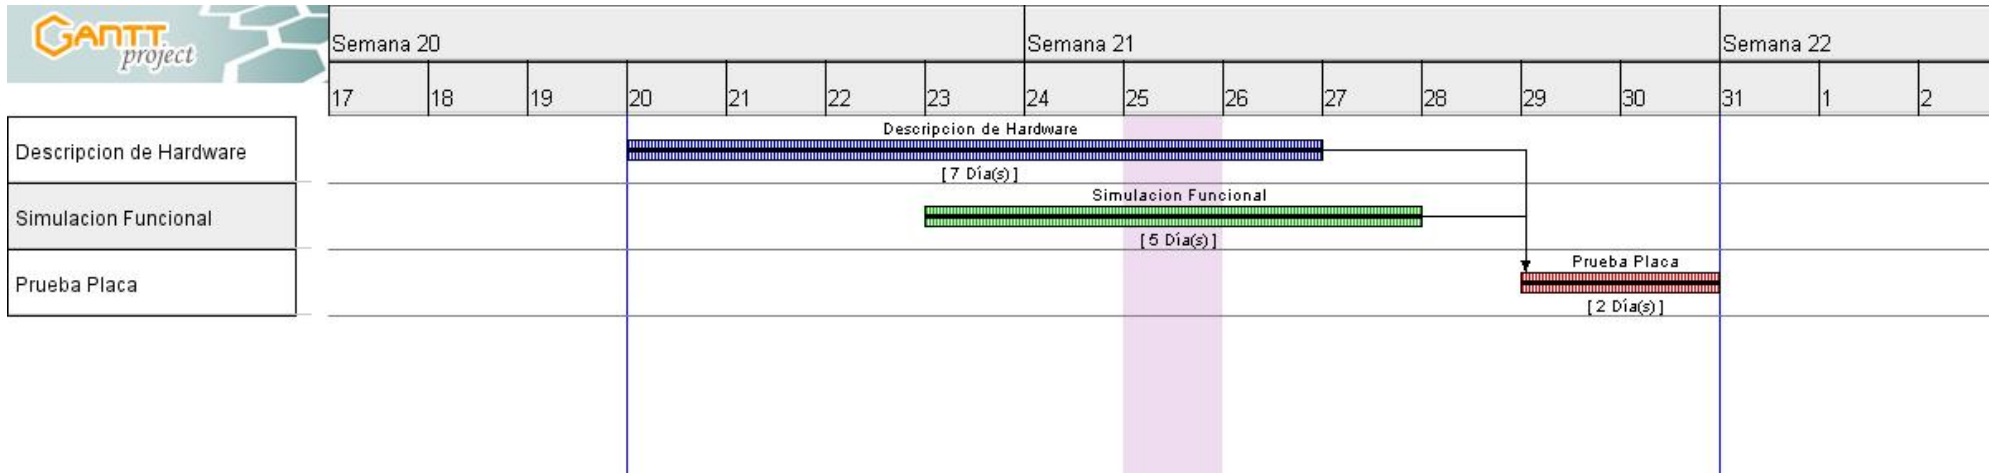 GANTT
project
Semana 20
Semana 21
Semana 22
17 18 19 20 21 22 23 24 25 26 27 28 29 30 31 1 2
Descripcion de Hardware
Descripcion de Hardware
[7 Día(s)]
Simulacion Funcional
Simulacion Funcional
[5 Día(s)]
Prueba Placa
Prueba Placa
[2 Día(s)]